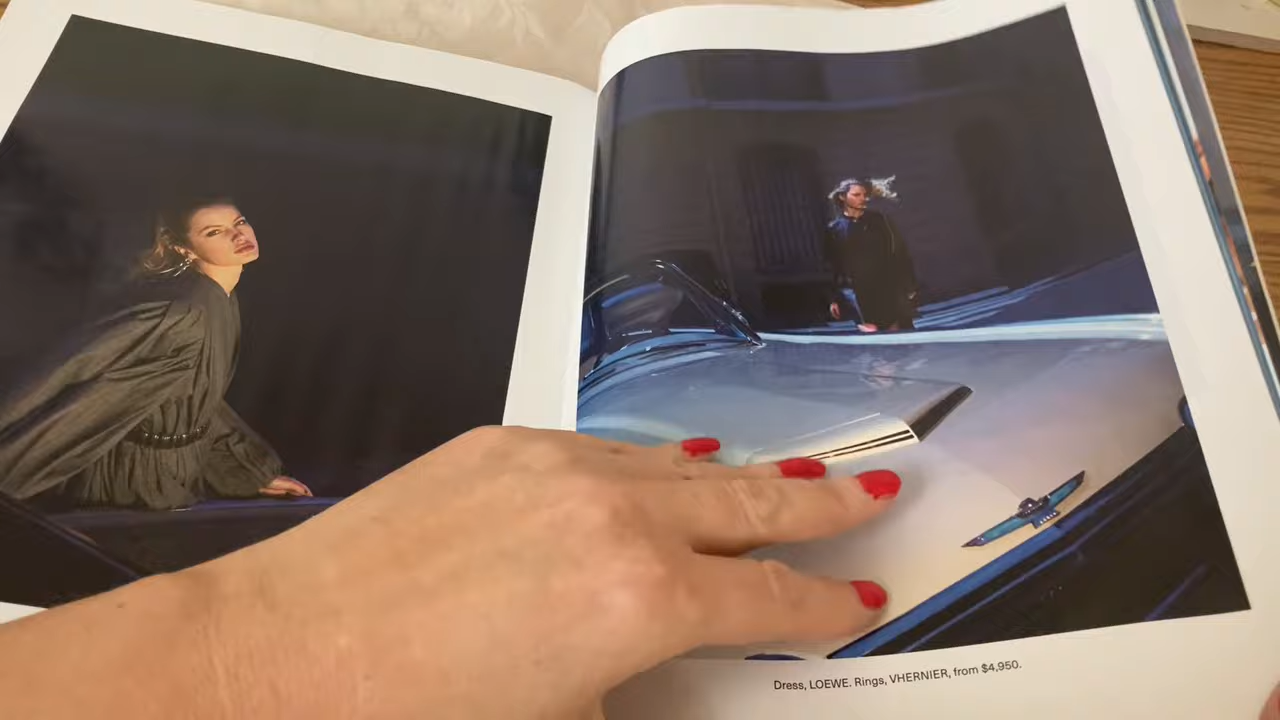 Dress, LOEWE. Rings, VHERNIER, from $4,950.